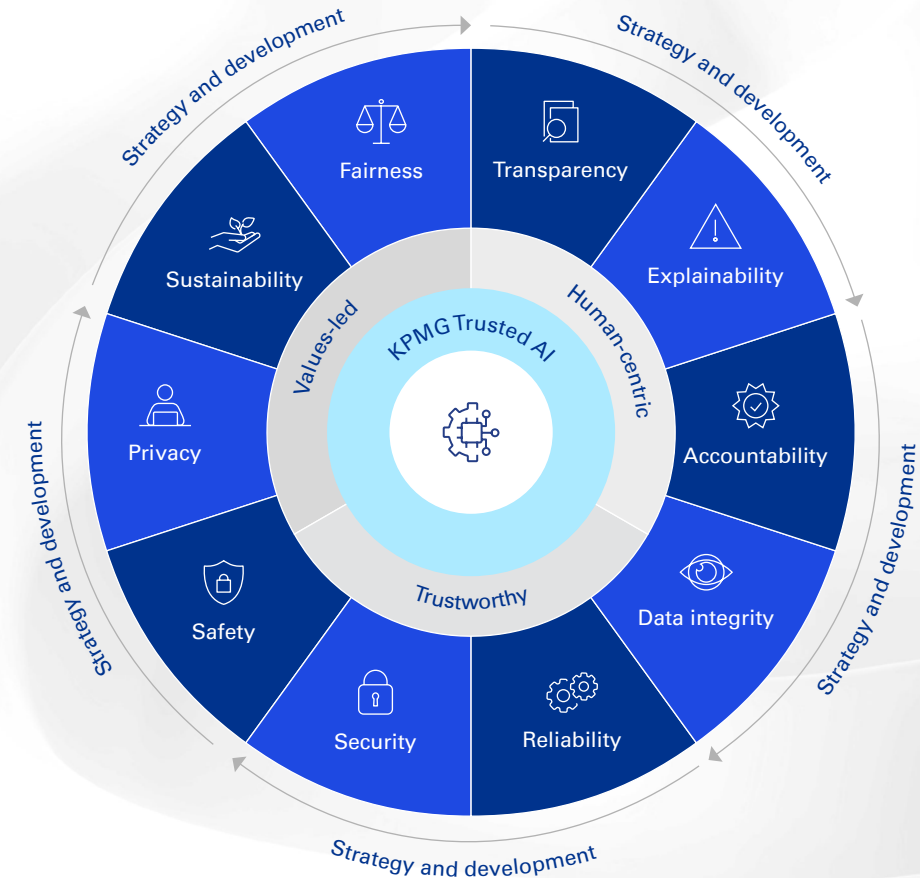 Strategy and development
Strategy and development
Fairness
Transparency
Sustainability
Explainability
Values-led
KPMG Trusted AI
Human-centric
Privacy
Accountability
Strategy and development
Strategy and development
Safety
Trustworthy
Data integrity
Security
Reliability
Strategy and development